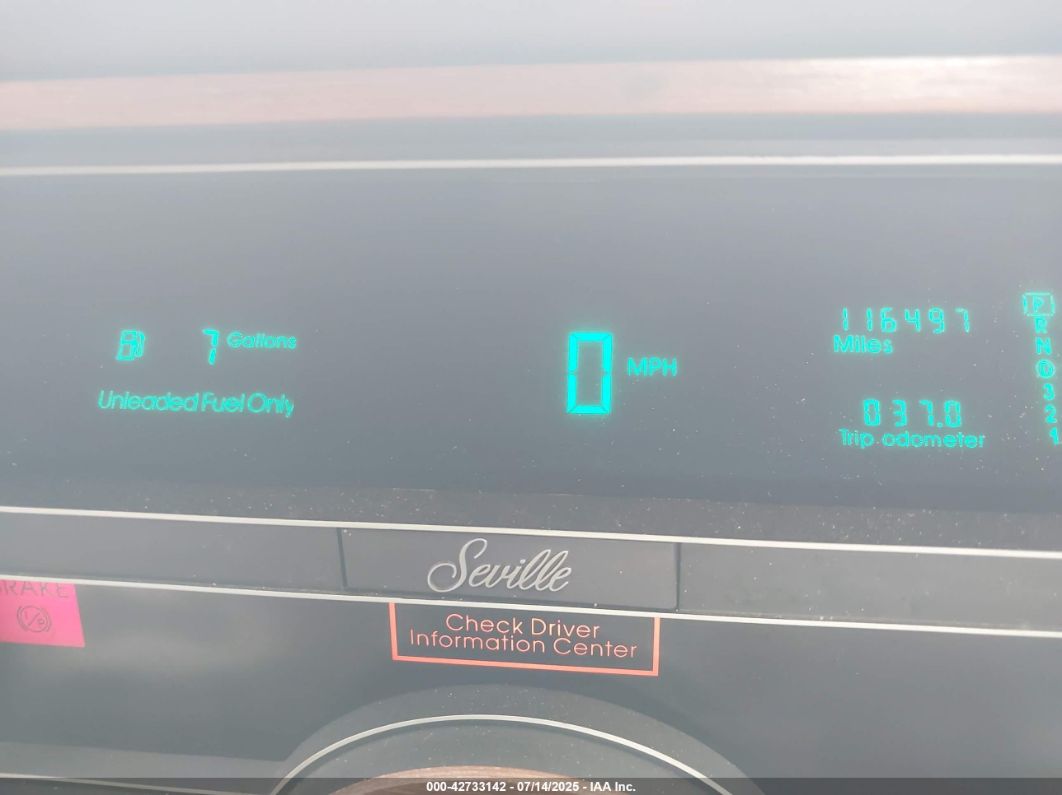 7 Gallons
Unleaded Fuel Only
0 MPH
116497
Miles
037.0
Trip odometer
P
R
N
D
3
2
1
Seville
BRAKE
(P)
Check Driver
Information Center
000-42733142 - 07/14/2025 - IAA Inc.